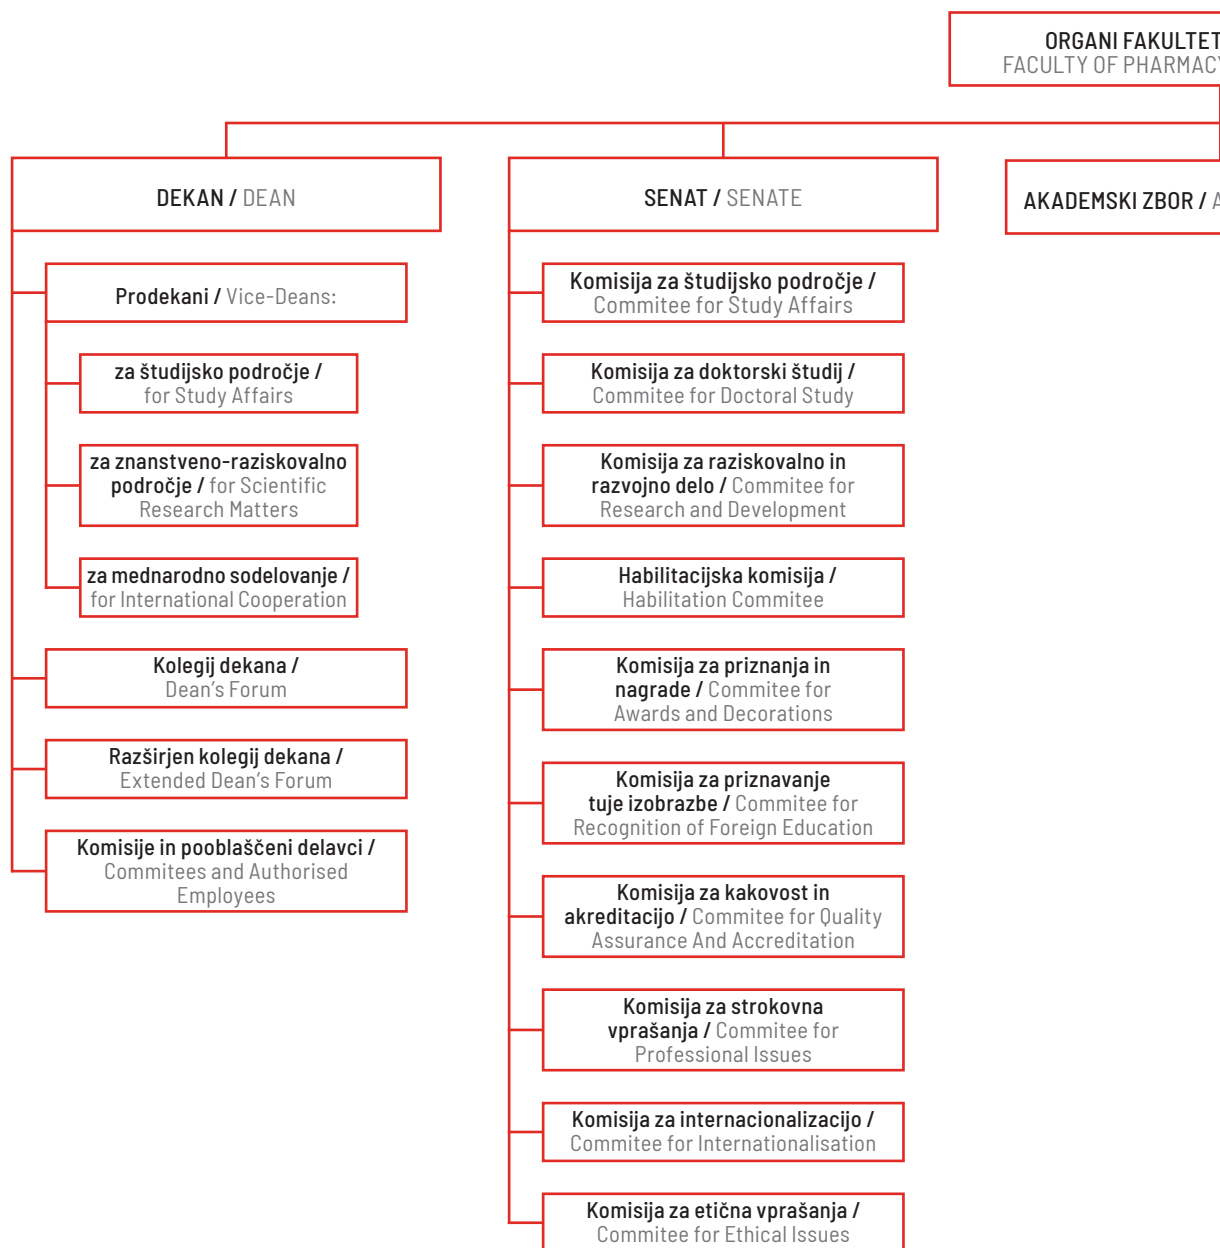 ORGANI FAKULTET
FACULTY OF PHARMACY
DEKAN / DEAN
Prodekani / Vice-Deans:
za študijsko področje /
for Study Affairs
za znanstveno-raziskovalno
področje / for Scientific
Research Matters
za mednarodno sodelovanje /
for International Cooperation
Kolegij dekana /
Dean's Forum
Razširjen kolegij dekana /
Extended Dean's Forum
Komisije in pooblaščeni delavci /
Commitees and Authorised
Employees
SENAT / SENATE
Komisija za študijsko področje /
Commitee for Study Affairs
Komisija za doktorski študij /
Commitee for Doctoral Study
Komisija za raziskovalno in
razvojno delo / Commitee for
Research and Development
Habilitacijska komisija /
Habilitation Commitee
Komisija za priznanja in
nagrade / Commitee for
Awards and Decorations
Komisija za priznavanje
tuje izobrazbe / Commitee for
Recognition of Foreign Education
Komisija za kakovost in
akreditacijo / Commitee for Quality
Assurance And Accreditation
Komisija za strokovna
vprašanja / Commitee for
Professional Issues
Komisija za internacionalizacijo /
Commitee for Internationalisation
Komisija za etična vprašanja /
Commitee for Ethical Issues
AKADEMSKI ZBOR /